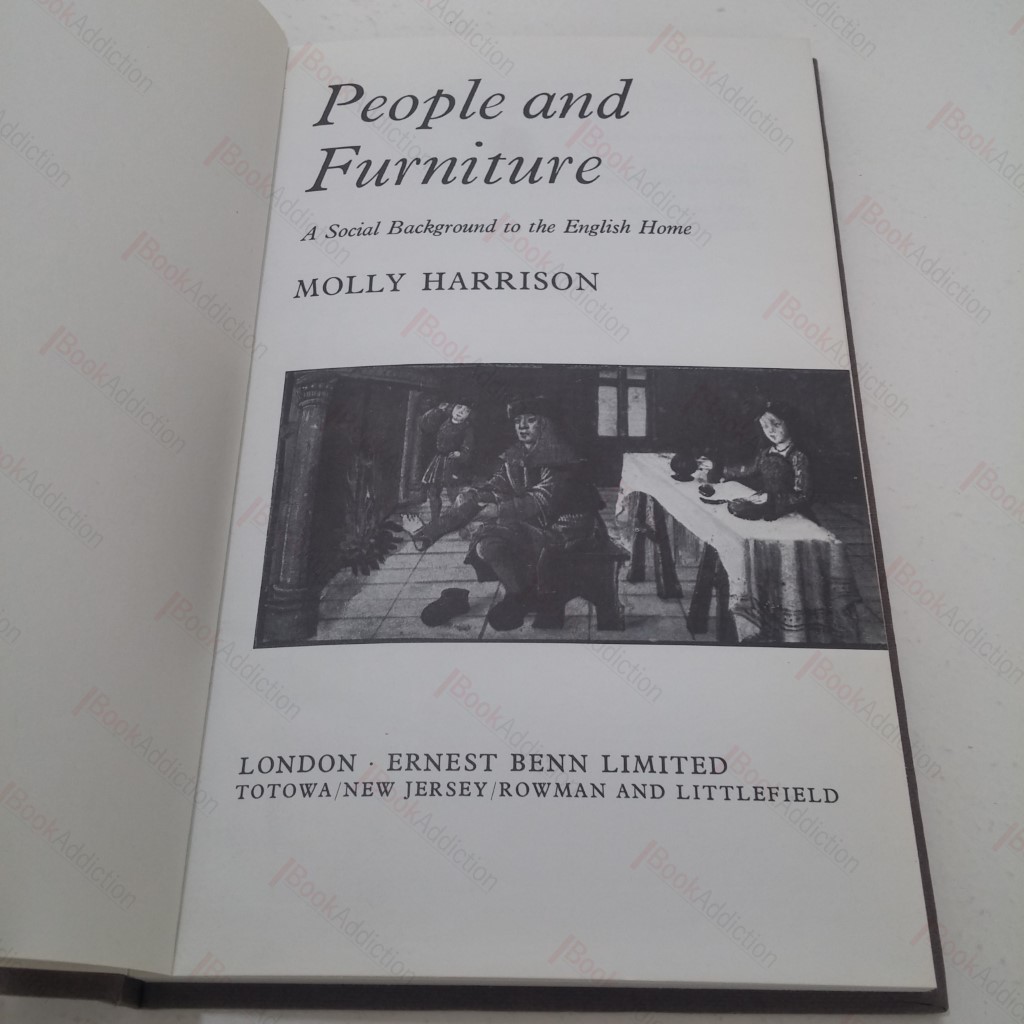 People and
Furniture
A Social Background to the English Home
MOLLY HARRISON
LONDON · ERNEST BENN LIMITED
TOTOWA/NEW JERSEY/ROWMAN AND LITTLEFIELD
BookAddiction